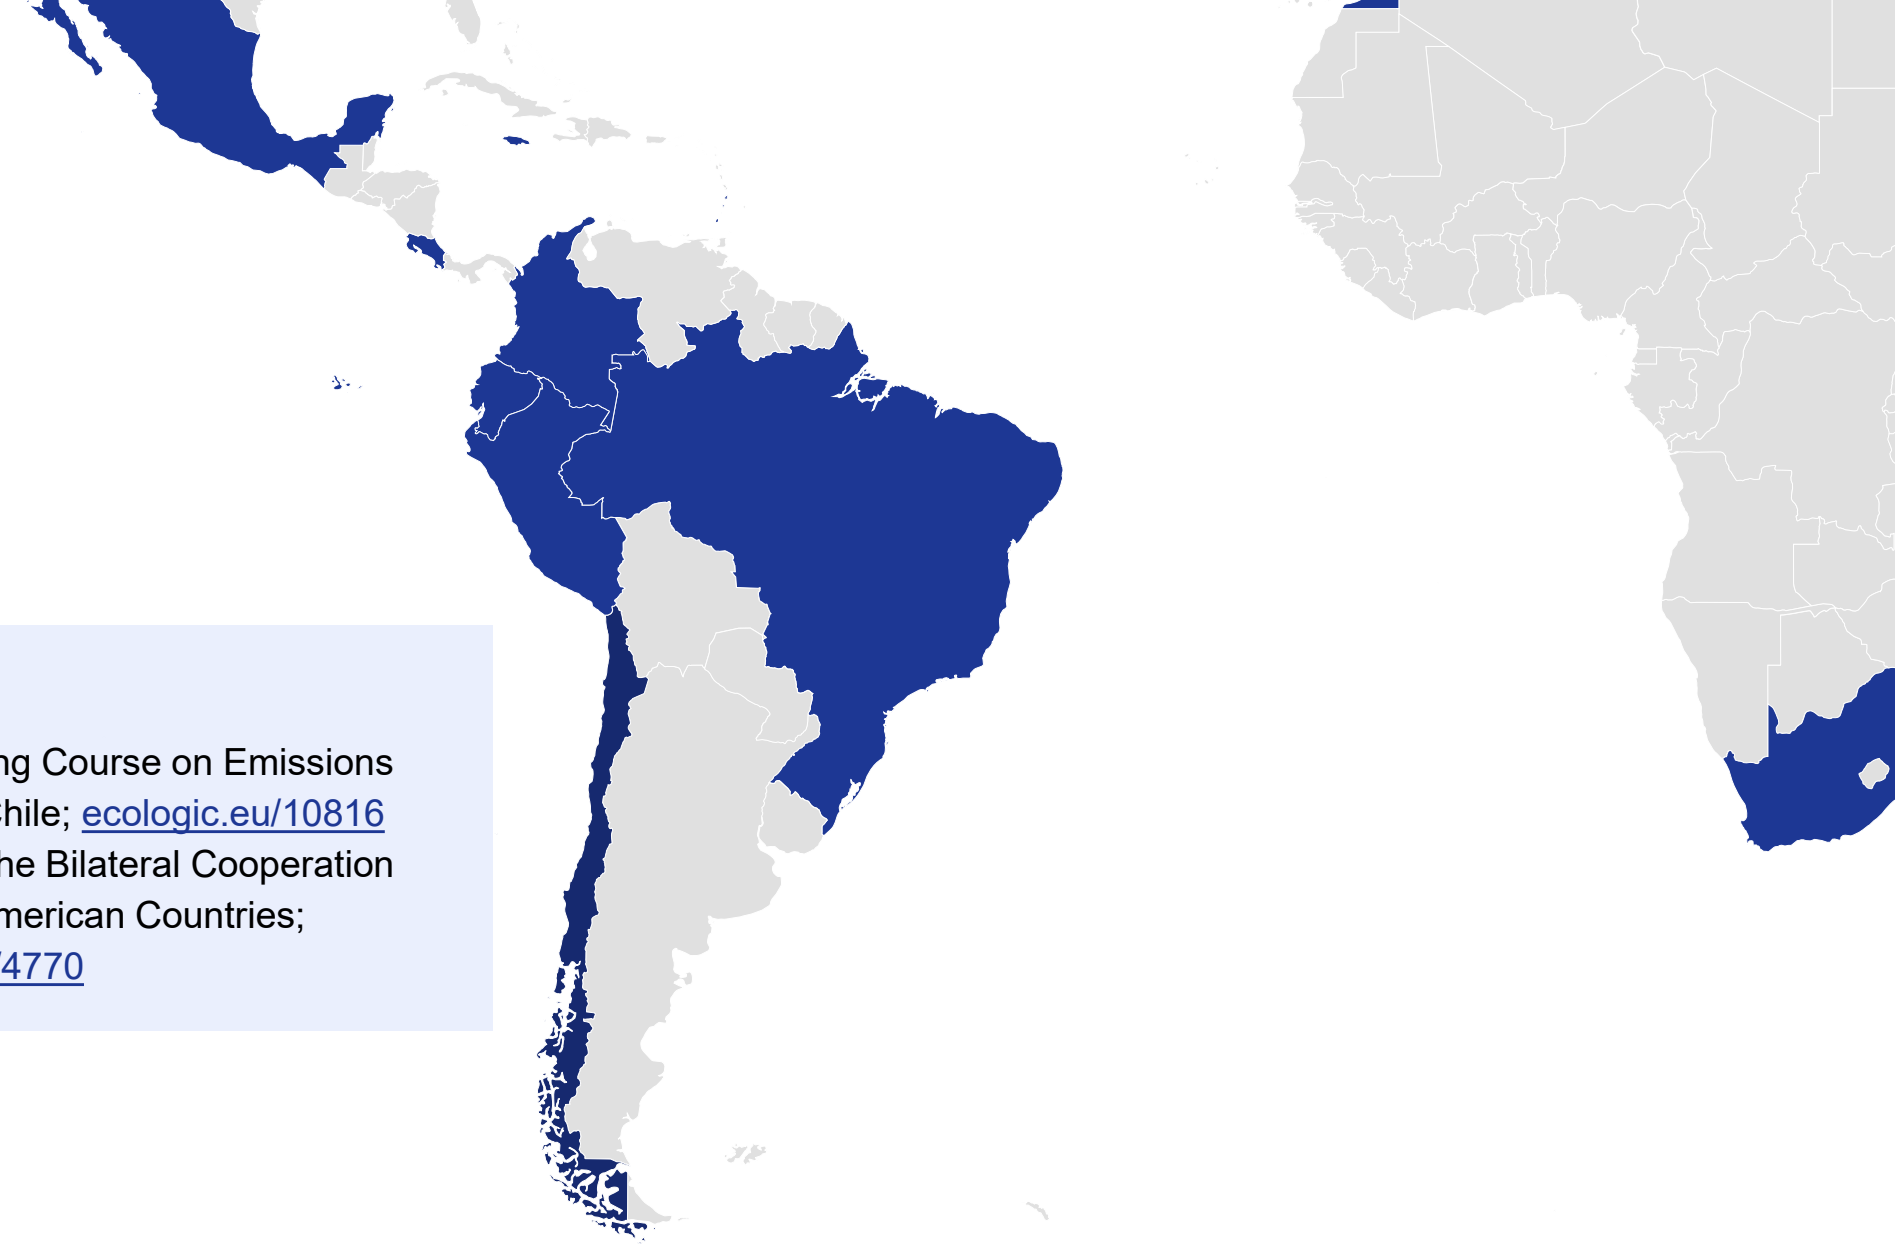 ng Course on Emissions
Chile; ecologic.eu/10816
he Bilateral Cooperation
merican Countries;
/4770